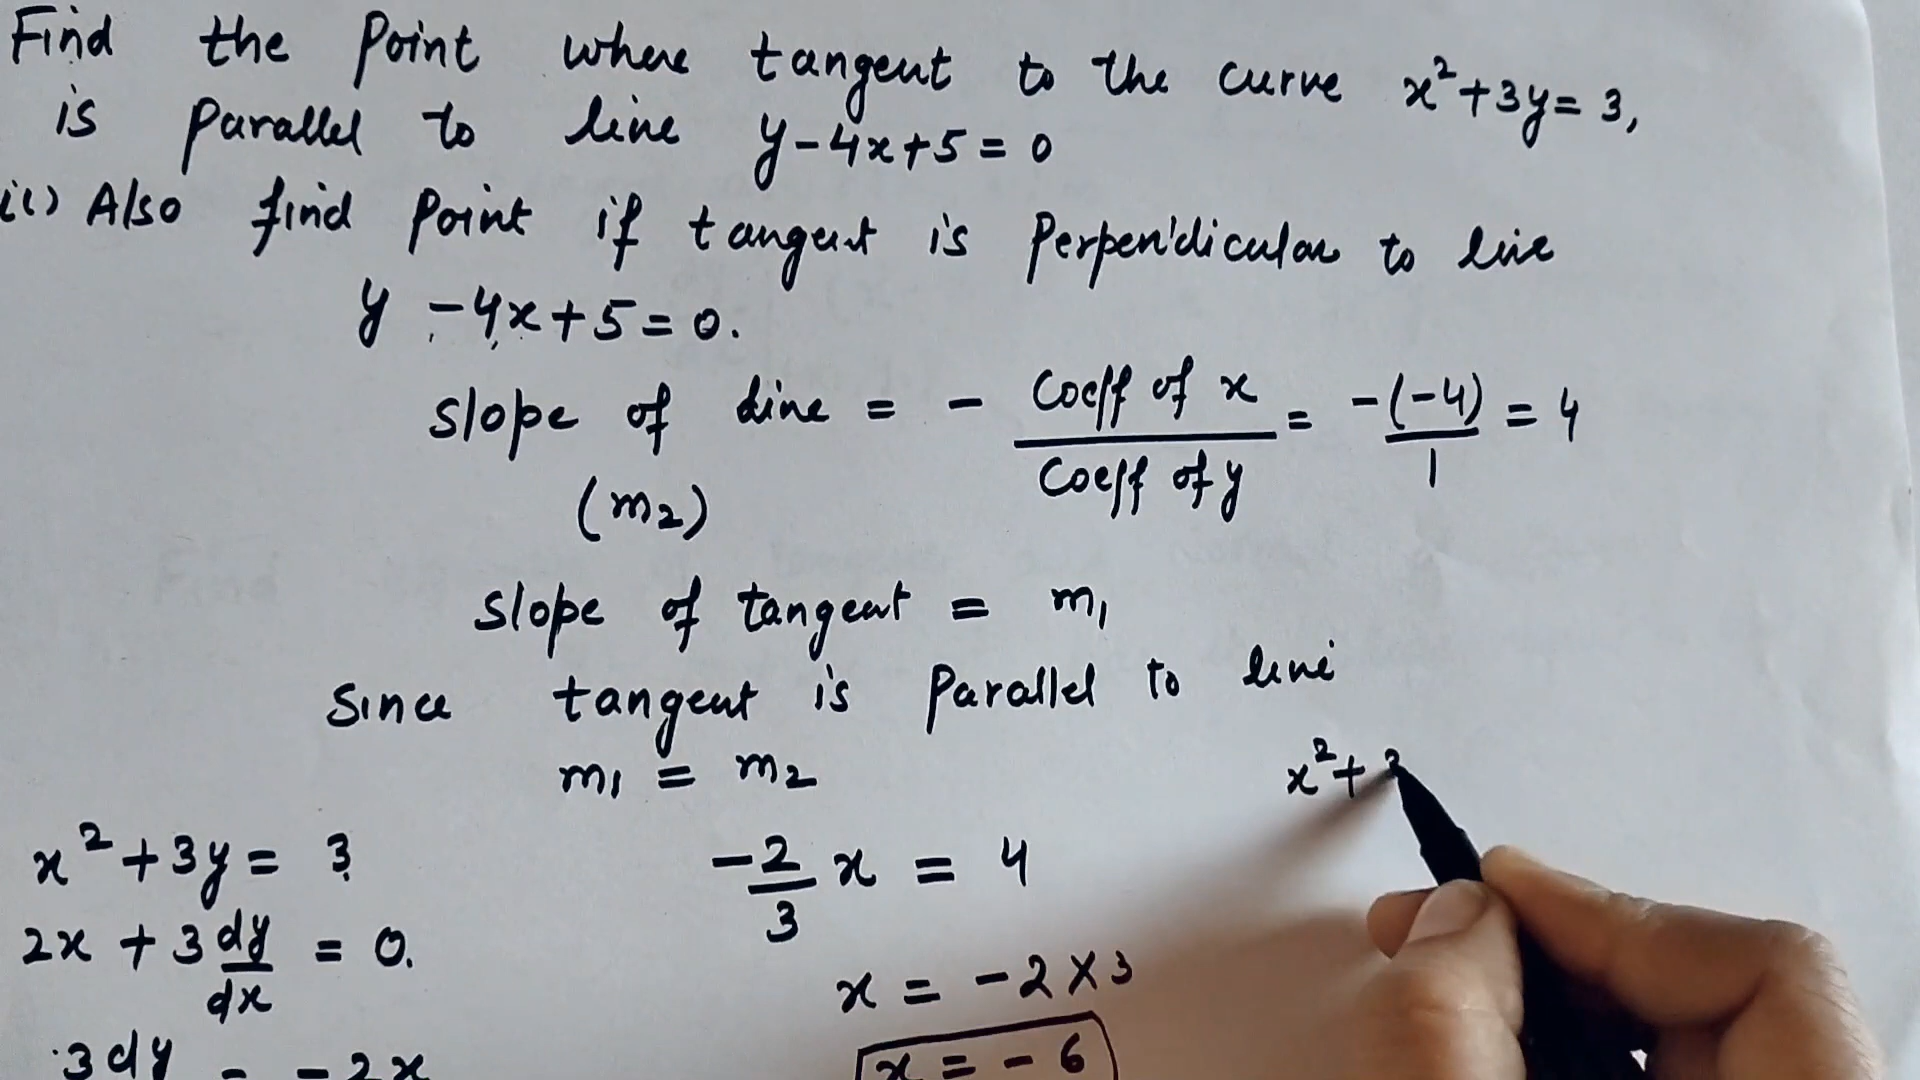 Find the Point where tangent to the curve x²+3y=3,
is parallel to line y-4x+5=0
ii) Also find Point if tangent is Perpendicular to line
y -4x+5=0.
Slope of line = - Coeff of x / Coeff of y = -(-4)/1 = 4
(m₂)
Slope of tangent = m₁
Since tangent is Parallel to line
m₁ = m₂
x²+3
x²+3y= 3
-2/3 x = 4
2x + 3 dy/dx = 0.
x = -2×3
3dy = -2x
x = -6